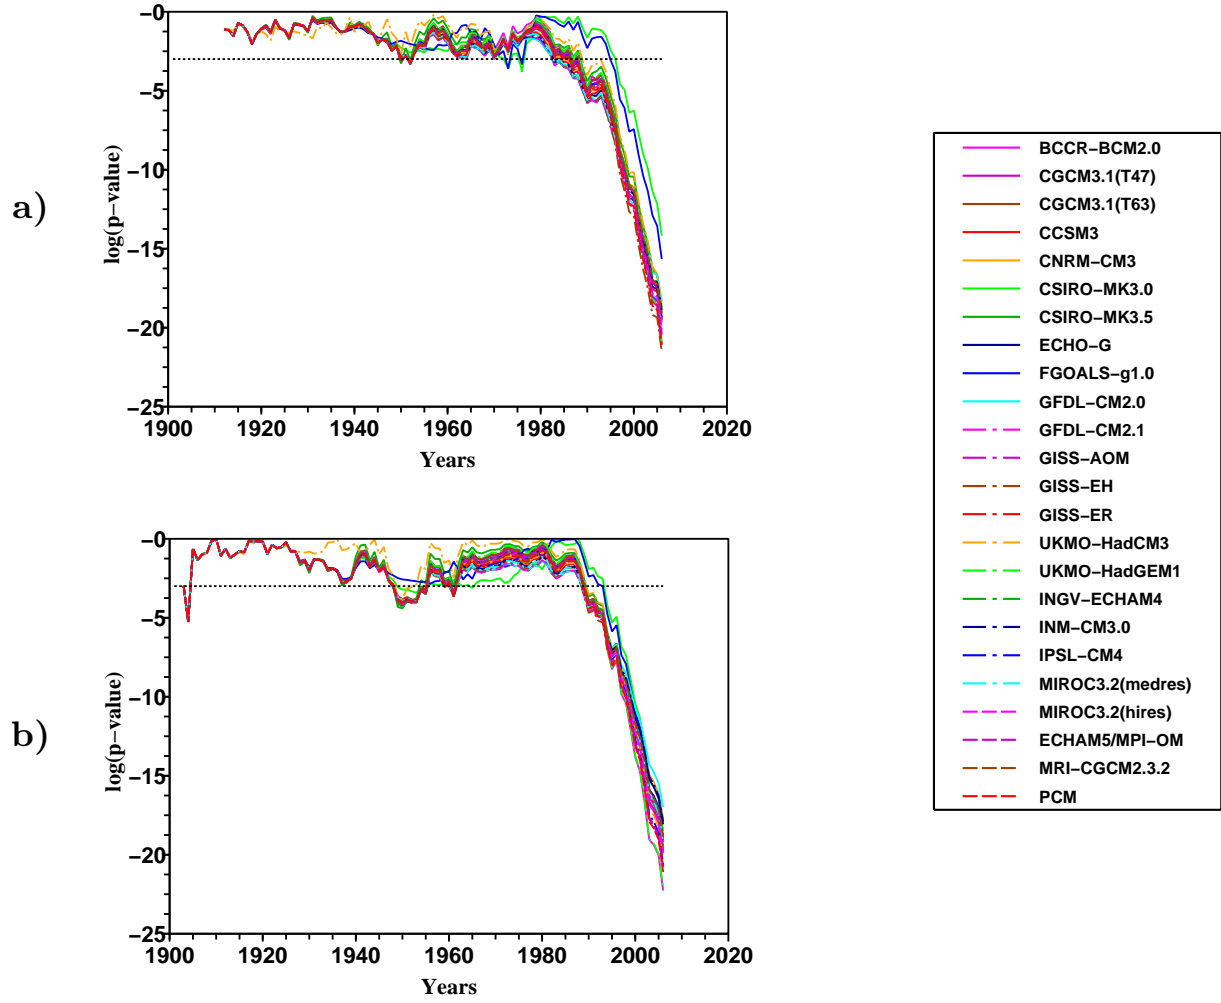 a)
log(p−value)
−0
−5
−10
−15
−20
−25
1900 1920 1940 1960 1980 2000 2020
Years
b)
log(p−value)
−0
−5
−10
−15
−20
−25
1900 1920 1940 1960 1980 2000 2020
Years
BCCR−BCM2.0
CGCM3.1(T47)
CGCM3.1(T63)
CCSM3
CNRM−CM3
CSIRO−MK3.0
CSIRO−MK3.5
ECHO−G
FGOALS−g1.0
GFDL−CM2.0
GFDL−CM2.1
GISS−AOM
GISS−EH
GISS−ER
UKMO−HadCM3
UKMO−HadGEM1
INGV−ECHAM4
INM−CM3.0
IPSL−CM4
MIROC3.2(medres)
MIROC3.2(hires)
ECHAM5/MPI−OM
MRI−CGCM2.3.2
PCM